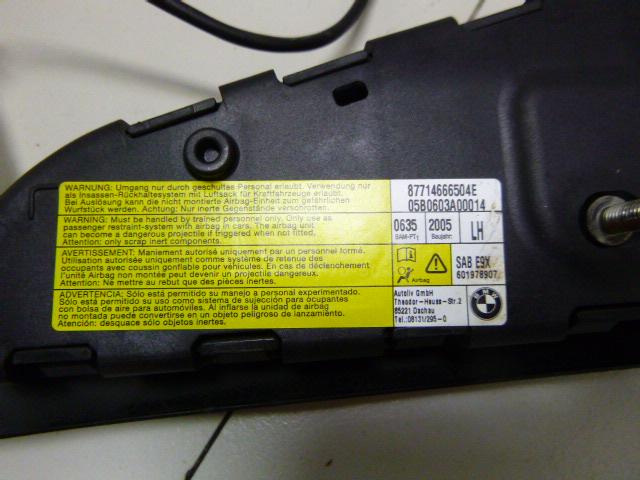 WARNUNG: Umgang nur durch geschultes Personal erlaubt. Verwendung nur
als Insassen-Rückhaltesystem mit Luftsack für Kraftfahrzeuge erlaubt.
Bei Auslösung kann die nicht montierte Airbag-Einheit zum gefährlichen
Wurfstück werden. Achtung: Nur inerte Gegenstände verschrotten.
WARNING: Must be handled by trained personnel only. Only use as
passenger restraint-system with airbag in cars. The airbag unit
can become a dangerous projectile if triggered when not fitted.
Attention: only scrap inert components.
AVERTISSEMENT: Maniement autorisé uniquement par un personnel formé.
Utilisation autorisée uniquement comme système de retenue des
occupants avec coussin gonflable pour véhicules. En cas de déclenchement
l'unité Airbag non montée peut devenir un projectile dangereux.
Attention: Ne mettre au rebut que des pièces inertes.
ADVERTENCIA: Sólo está permitido su manejo a personal experimentado.
Sólo está permitido su uso como sistema de sujección para ocupantes
con bolsa de aire para automóviles. Al inflarse la unidad de airbag
no montada puede convertirse en un objeto peligroso de lanzamiento.
Atención: desguace sólo objetos inertes.
87714666504E
05B0603A00014
0635 2005 LH
BAM-PT1 Baujahr:
Airbag
SAB E9X
601978907
Autoliv GmbH
Theodor-Heuss-Str.2
85221 Dachau
Tel.:08131/295-0